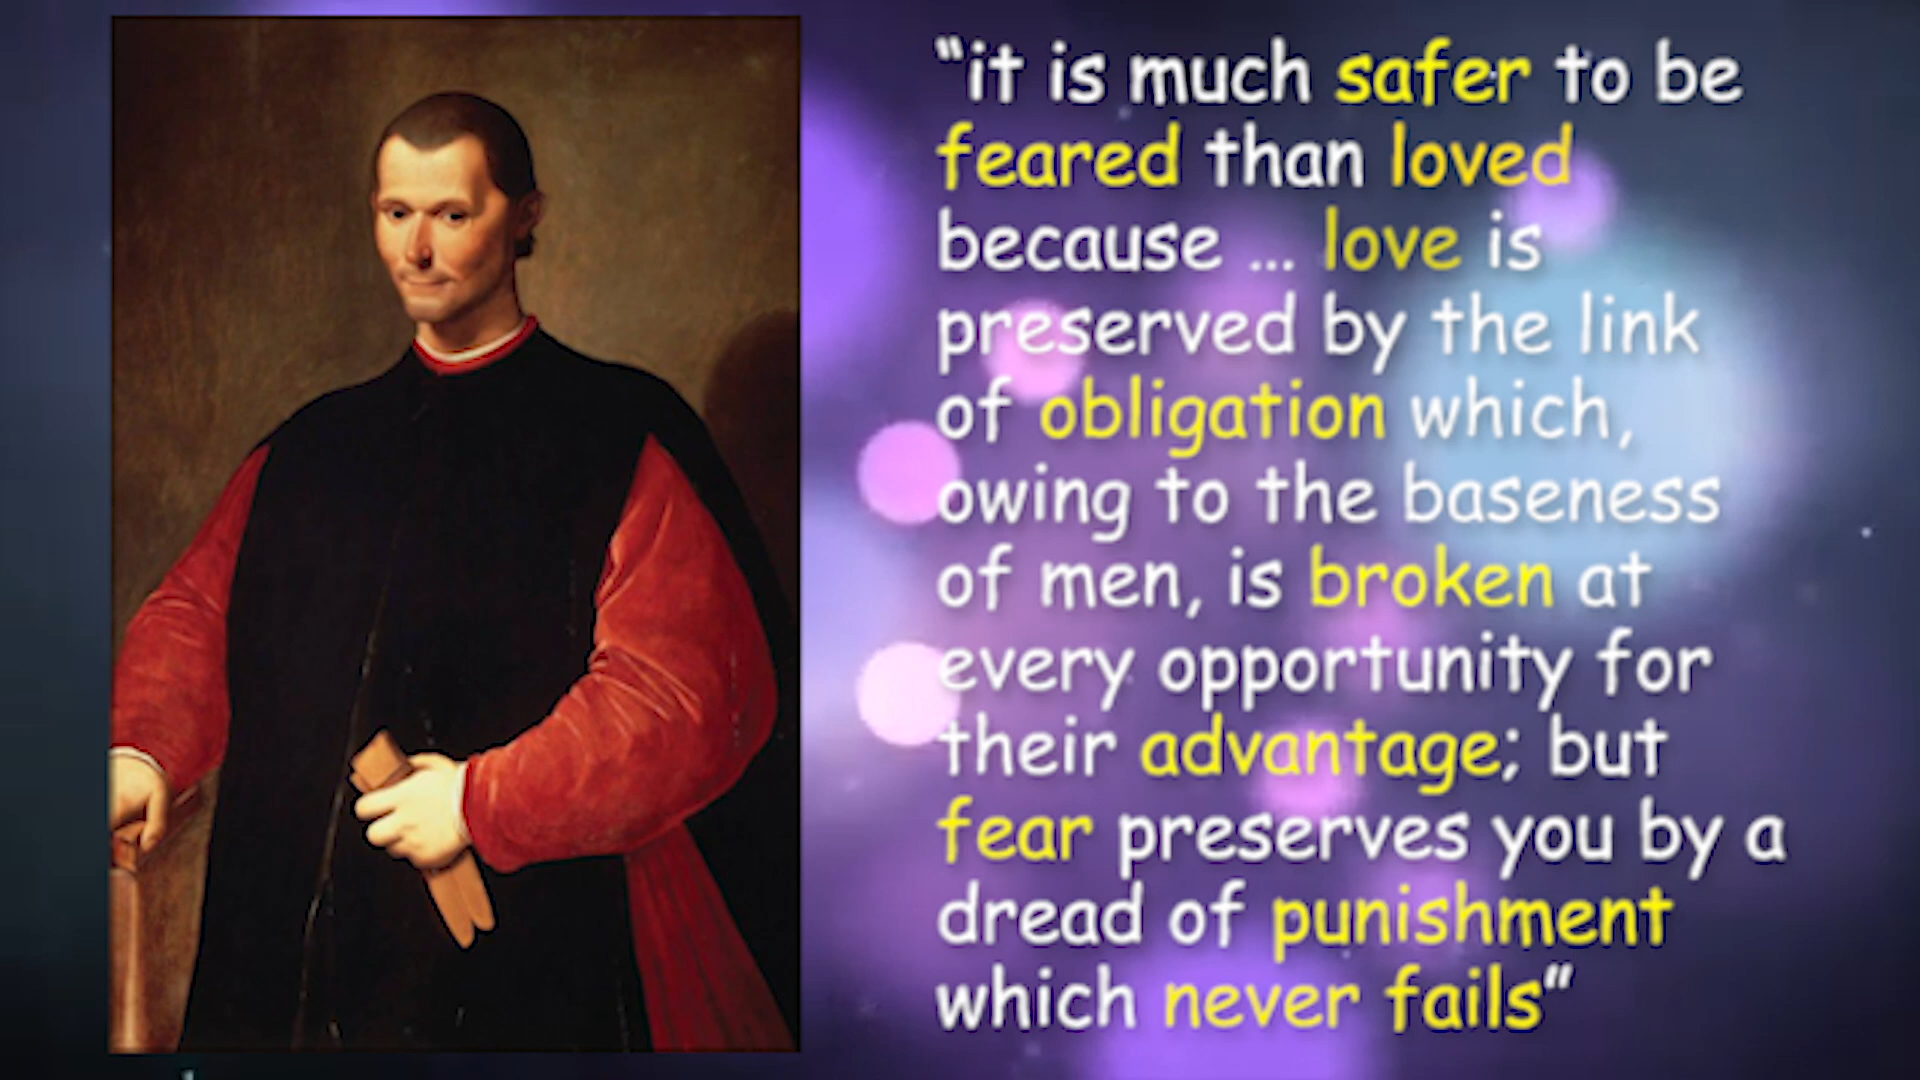 “it is much safer to be
feared than loved
because ... love is
preserved by the link
of obligation which,
owing to the baseness
of men, is broken at
every opportunity for
their advantage; but
fear preserves you by a
dread of punishment
which never fails”